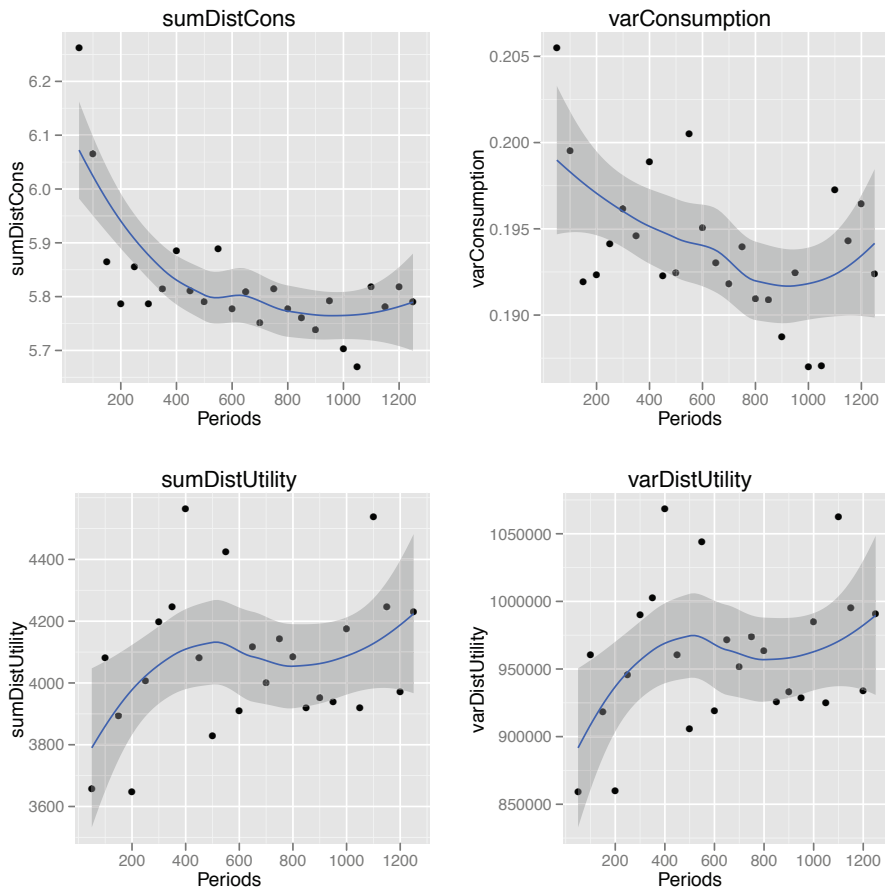 sumDistCons
sumDistCons
6.2
6.1
6.0
5.9
5.8
5.7
200 400 600 800 1000 1200
Periods
varConsumption
varConsumption
0.205
0.200
0.195
0.190
200 400 600 800 1000 1200
Periods
sumDistUtility
sumDistUtility
4400
4200
4000
3800
3600
200 400 600 800 1000 1200
Periods
varDistUtility
varDistUtility
1050000
1000000
950000
900000
850000
200 400 600 800 1000 1200
Periods